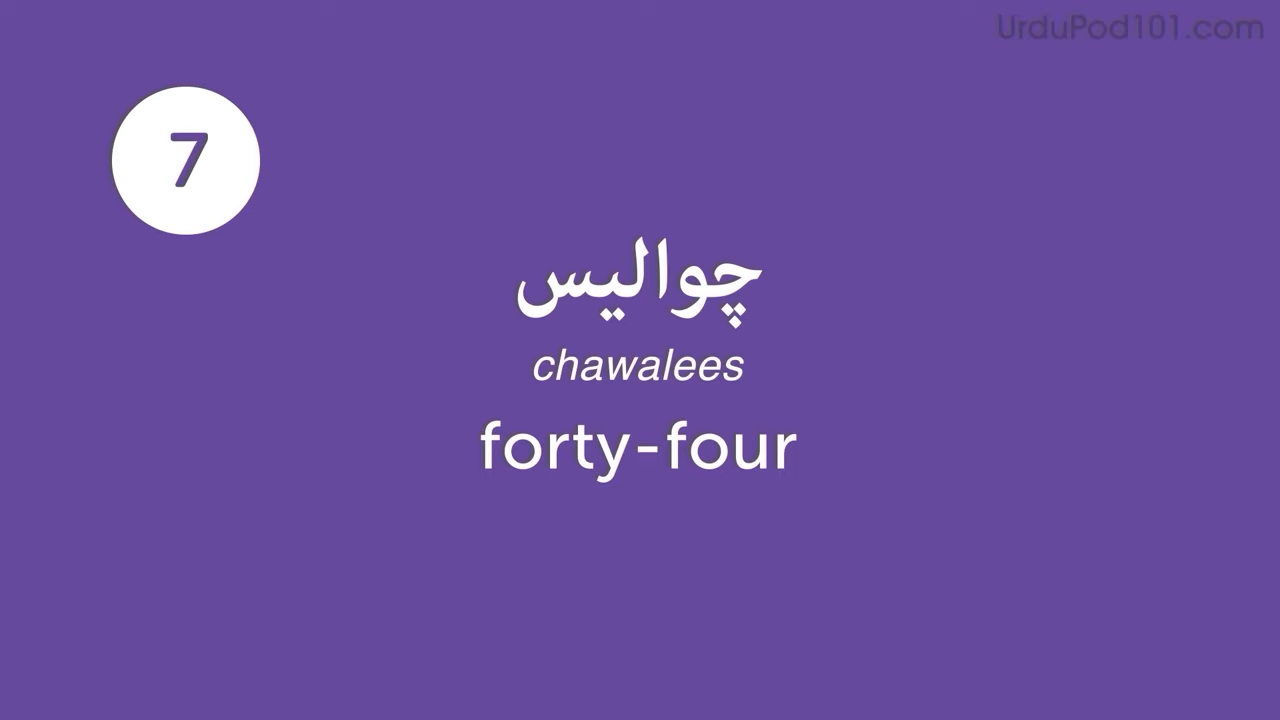 UrduPod101.com
7
چوالیس
chawalees
forty-four